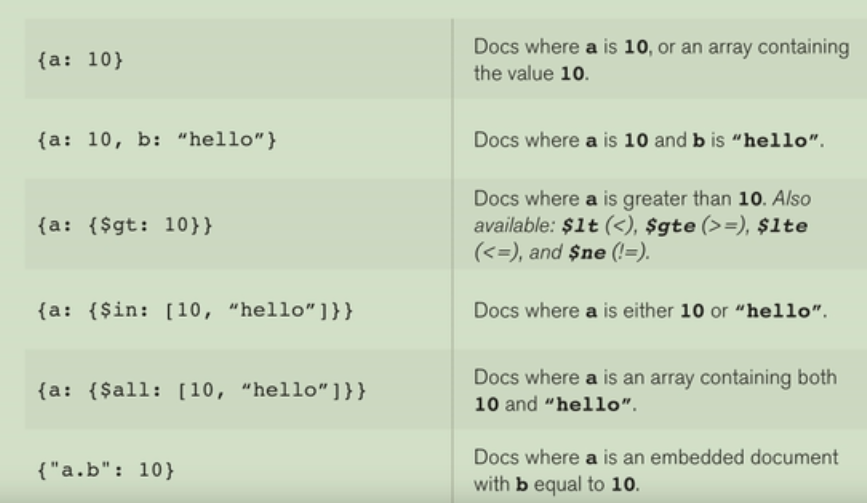 {a: 10}
Docs where a is 10, or an array containing
the value 10.
{a: 10, b: “hello”}
Docs where a is 10 and b is “hello”.
{a: {$gt: 10}}
Docs where a is greater than 10. Also
available: $lt (<), $gte (>=), $lte
(<=), and $ne (!=).
{a: {$in: [10, “hello”]}}
Docs where a is either 10 or “hello”.
{a: {$all: [10, “hello”]}}
Docs where a is an array containing both
10 and “hello”.
{"a.b": 10}
Docs where a is an embedded document
with b equal to 10.